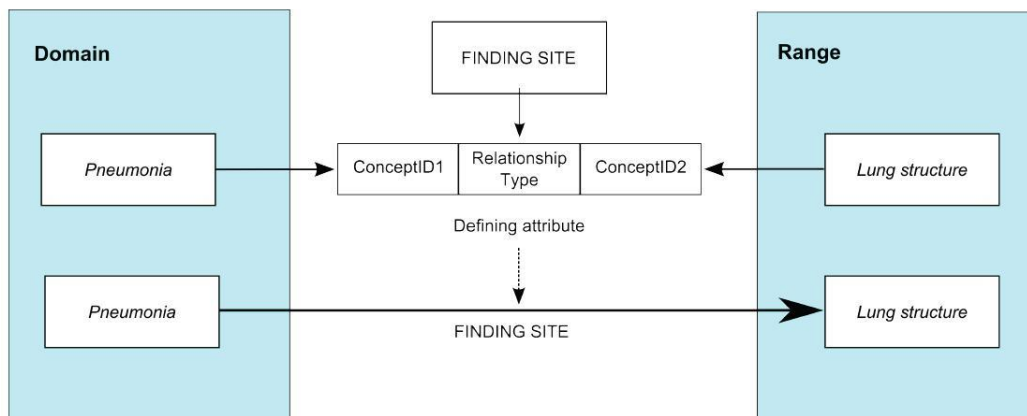 Domain
FINDING SITE
Range
Pneumonia
ConceptID1
Relationship
Type
ConceptID2
Lung structure
Defining attribute
Pneumonia
FINDING SITE
Lung structure